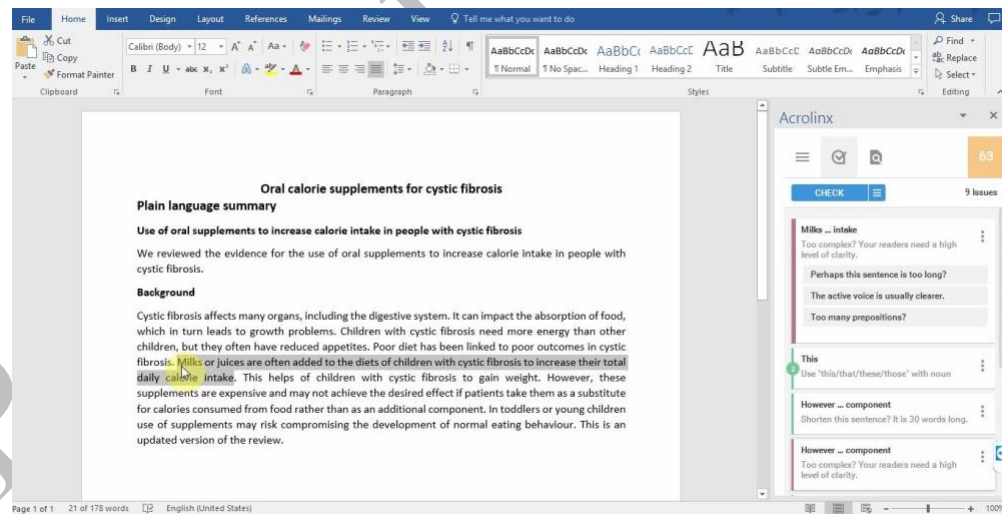 File Home Insert Design Layout References Mailings Review View Tell me what you want to do Share
Paste
Cut
Copy
Format Painter
Calibri (Body) 12 A A Aa
B I U abc x, x² A A
¶
AaBbCcDc AaBbCcDc AaBbCc AaBbCcC AaB AaBbCcC AaBbCcDc AaBbCcDc
¶ Normal ¶ No Spac... Heading 1 Heading 2 Title Subtitle Subtle Em... Emphasis
Find
Replace
Select
Clipboard Font Paragraph Styles Editing
Oral calorie supplements for cystic fibrosis
Plain language summary
Use of oral supplements to increase calorie intake in people with cystic fibrosis
We reviewed the evidence for the use of oral supplements to increase calorie intake in people with
cystic fibrosis.
Background
Cystic fibrosis affects many organs, including the digestive system. It can impact the absorption of food,
which in turn leads to growth problems. Children with cystic fibrosis need more energy than other
children, but they often have reduced appetites. Poor diet has been linked to poor outcomes in cystic
fibrosis. Milks or juices are often added to the diets of children with cystic fibrosis to increase their total
daily calorie intake. This helps of children with cystic fibrosis to gain weight. However, these
supplements are expensive and may not achieve the desired effect if patients take them as a substitute
for calories consumed from food rather than as an additional component. In toddlers or young children
use of supplements may risk compromising the development of normal eating behaviour. This is an
updated version of the review.
Acrolinx
63
CHECK 9 Issues
Milks ... intake
Too complex? Your readers need a high
level of clarity.
Perhaps this sentence is too long?
The active voice is usually clearer.
Too many prepositions?
This
2
Use "this/that/these/those" with noun
However ... component
Shorten this sentence? It is 30 words long.
However ... component
Too complex? Your readers need a high
level of clarity.
Page 1 of 1 21 of 178 words English (United States) 100%